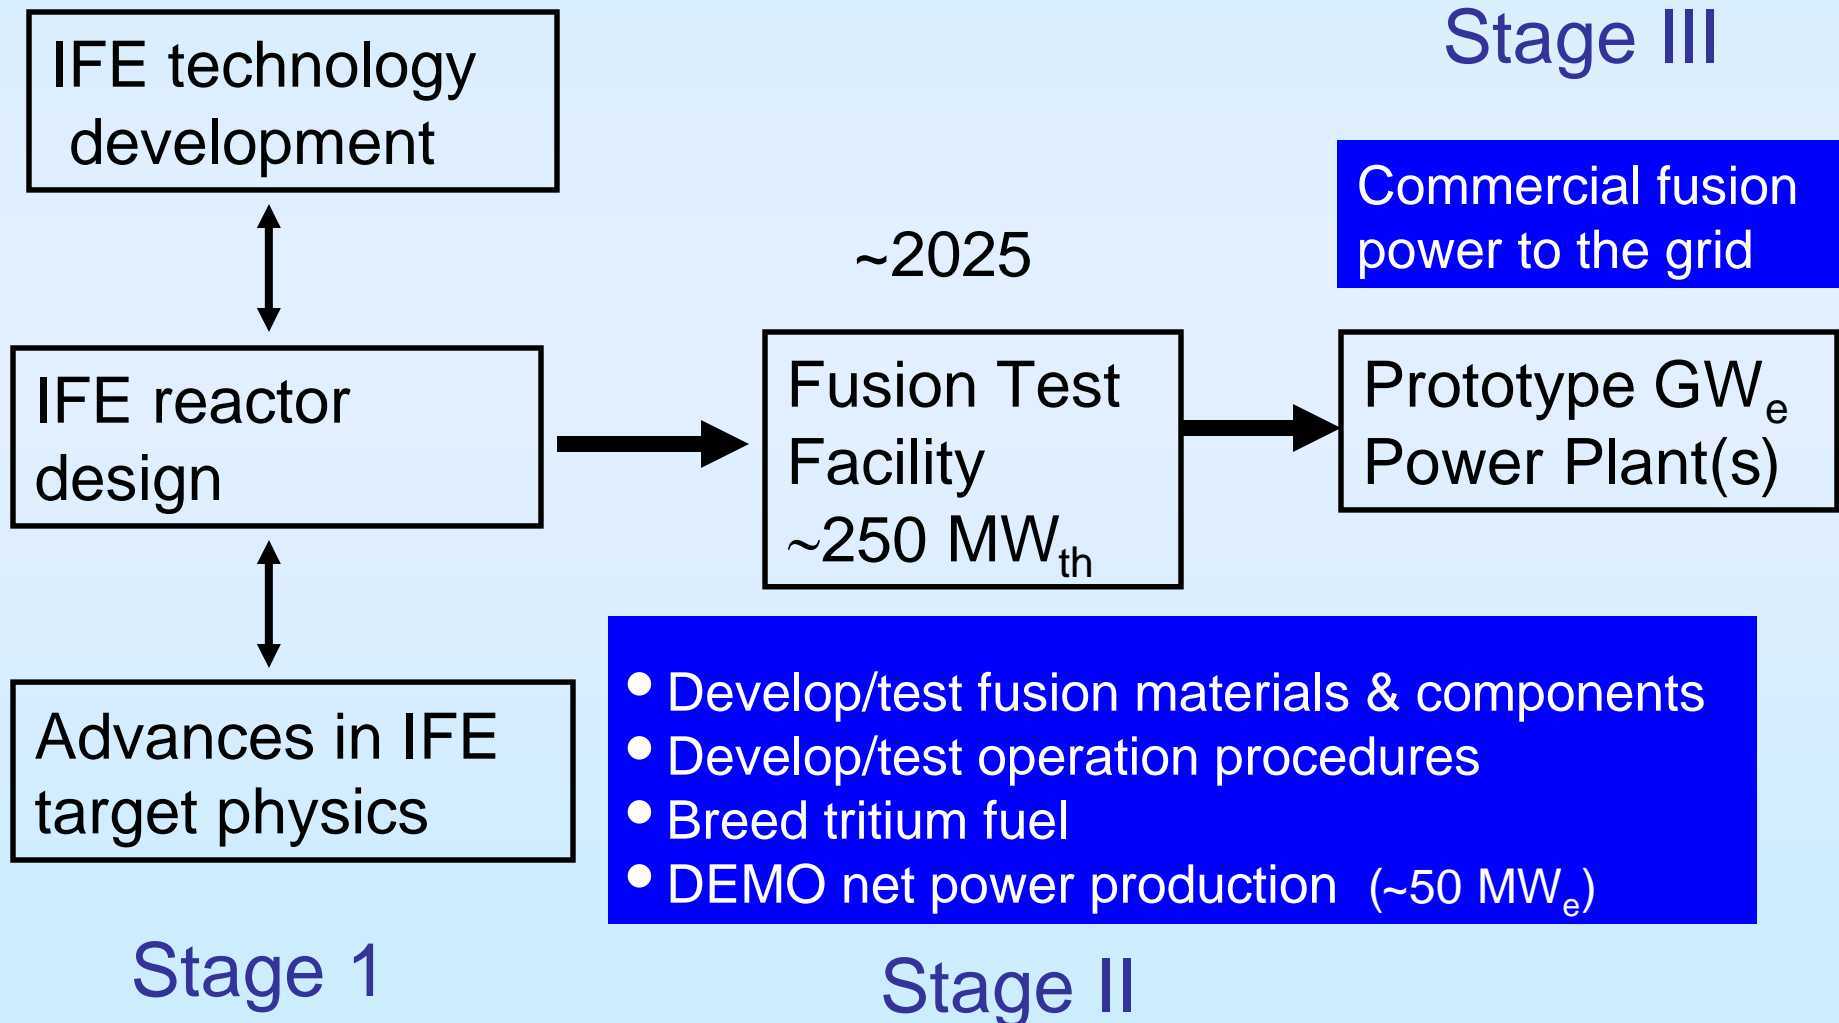 IFE technology
development
IFE reactor
design
Advances in IFE
target physics
Stage 1
~2025
Fusion Test
Facility
~250 MWth
• Develop/test fusion materials & components
• Develop/test operation procedures
• Breed tritium fuel
• DEMO net power production (~50 MWe)
Stage II
Stage III
Commercial fusion
power to the grid
Prototype GWe
Power Plant(s)